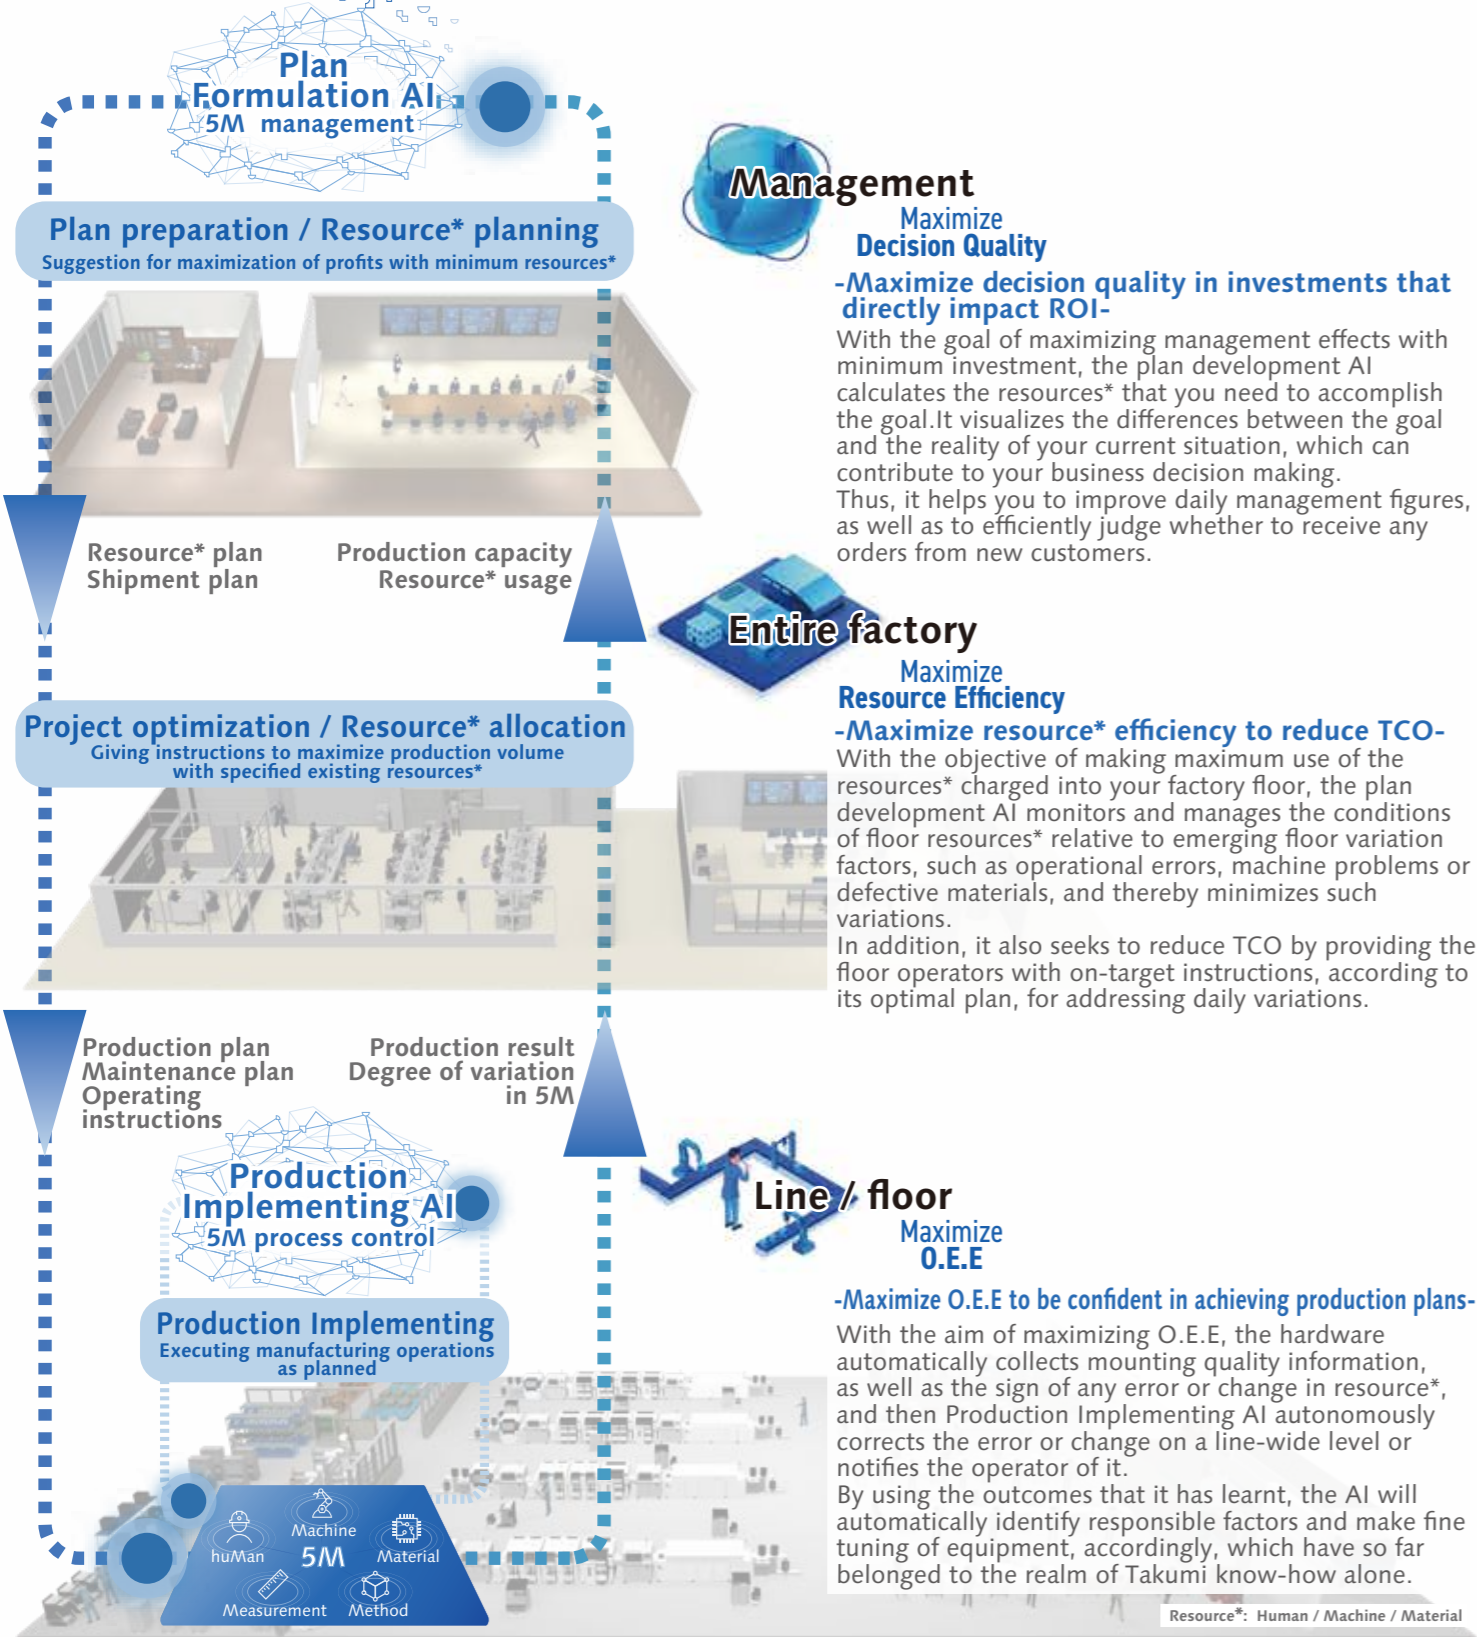 Plan
Formulation AI
5M management
Plan preparation / Resource* planning
Suggestion for maximization of profits with minimum resources*
Management
Maximize
Decision Quality
-Maximize decision quality in investments that
directly impact ROI-
With the goal of maximizing management effects with
minimum investment, the plan development AI
calculates the resources* that you need to accomplish
the goal.It visualizes the differences between the goal
and the reality of your current situation, which can
contribute to your business decision making.
Thus, it helps you to improve daily management figures,
as well as to efficiently judge whether to receive any
orders from new customers.
Resource* plan
Shipment plan
Production capacity
Resource* usage
Entire factory
Maximize
Resource Efficiency
-Maximize resource* efficiency to reduce TCO-
With the objective of making maximum use of the
resources* charged into your factory floor, the plan
development AI monitors and manages the conditions
of floor resources* relative to emerging floor variation
factors, such as operational errors, machine problems or
defective materials, and thereby minimizes such
variations.
In addition, it also seeks to reduce TCO by providing the
floor operators with on-target instructions, according to
its optimal plan, for addressing daily variations.
Project optimization / Resource* allocation
Giving instructions to maximize production volume
with specified existing resources*
Production plan
Maintenance plan
Operating
instructions
Production result
Degree of variation
in 5M
Production
Implementing AI
5M process control
Production Implementing
Executing manufacturing operations
as planned
Line / floor
Maximize
O.E.E
-Maximize O.E.E to be confident in achieving production plans-
With the aim of maximizing O.E.E, the hardware
automatically collects mounting quality information,
as well as the sign of any error or change in resource*,
and then Production Implementing AI autonomously
corrects the error or change on a line-wide level or
notifies the operator of it.
By using the outcomes that it has learnt, the AI will
automatically identify responsible factors and make fine
tuning of equipment, accordingly, which have so far
belonged to the realm of Takumi know-how alone.
Machine
huMan
5M
Material
Measurement
Method
Resource*: Human / Machine / Material